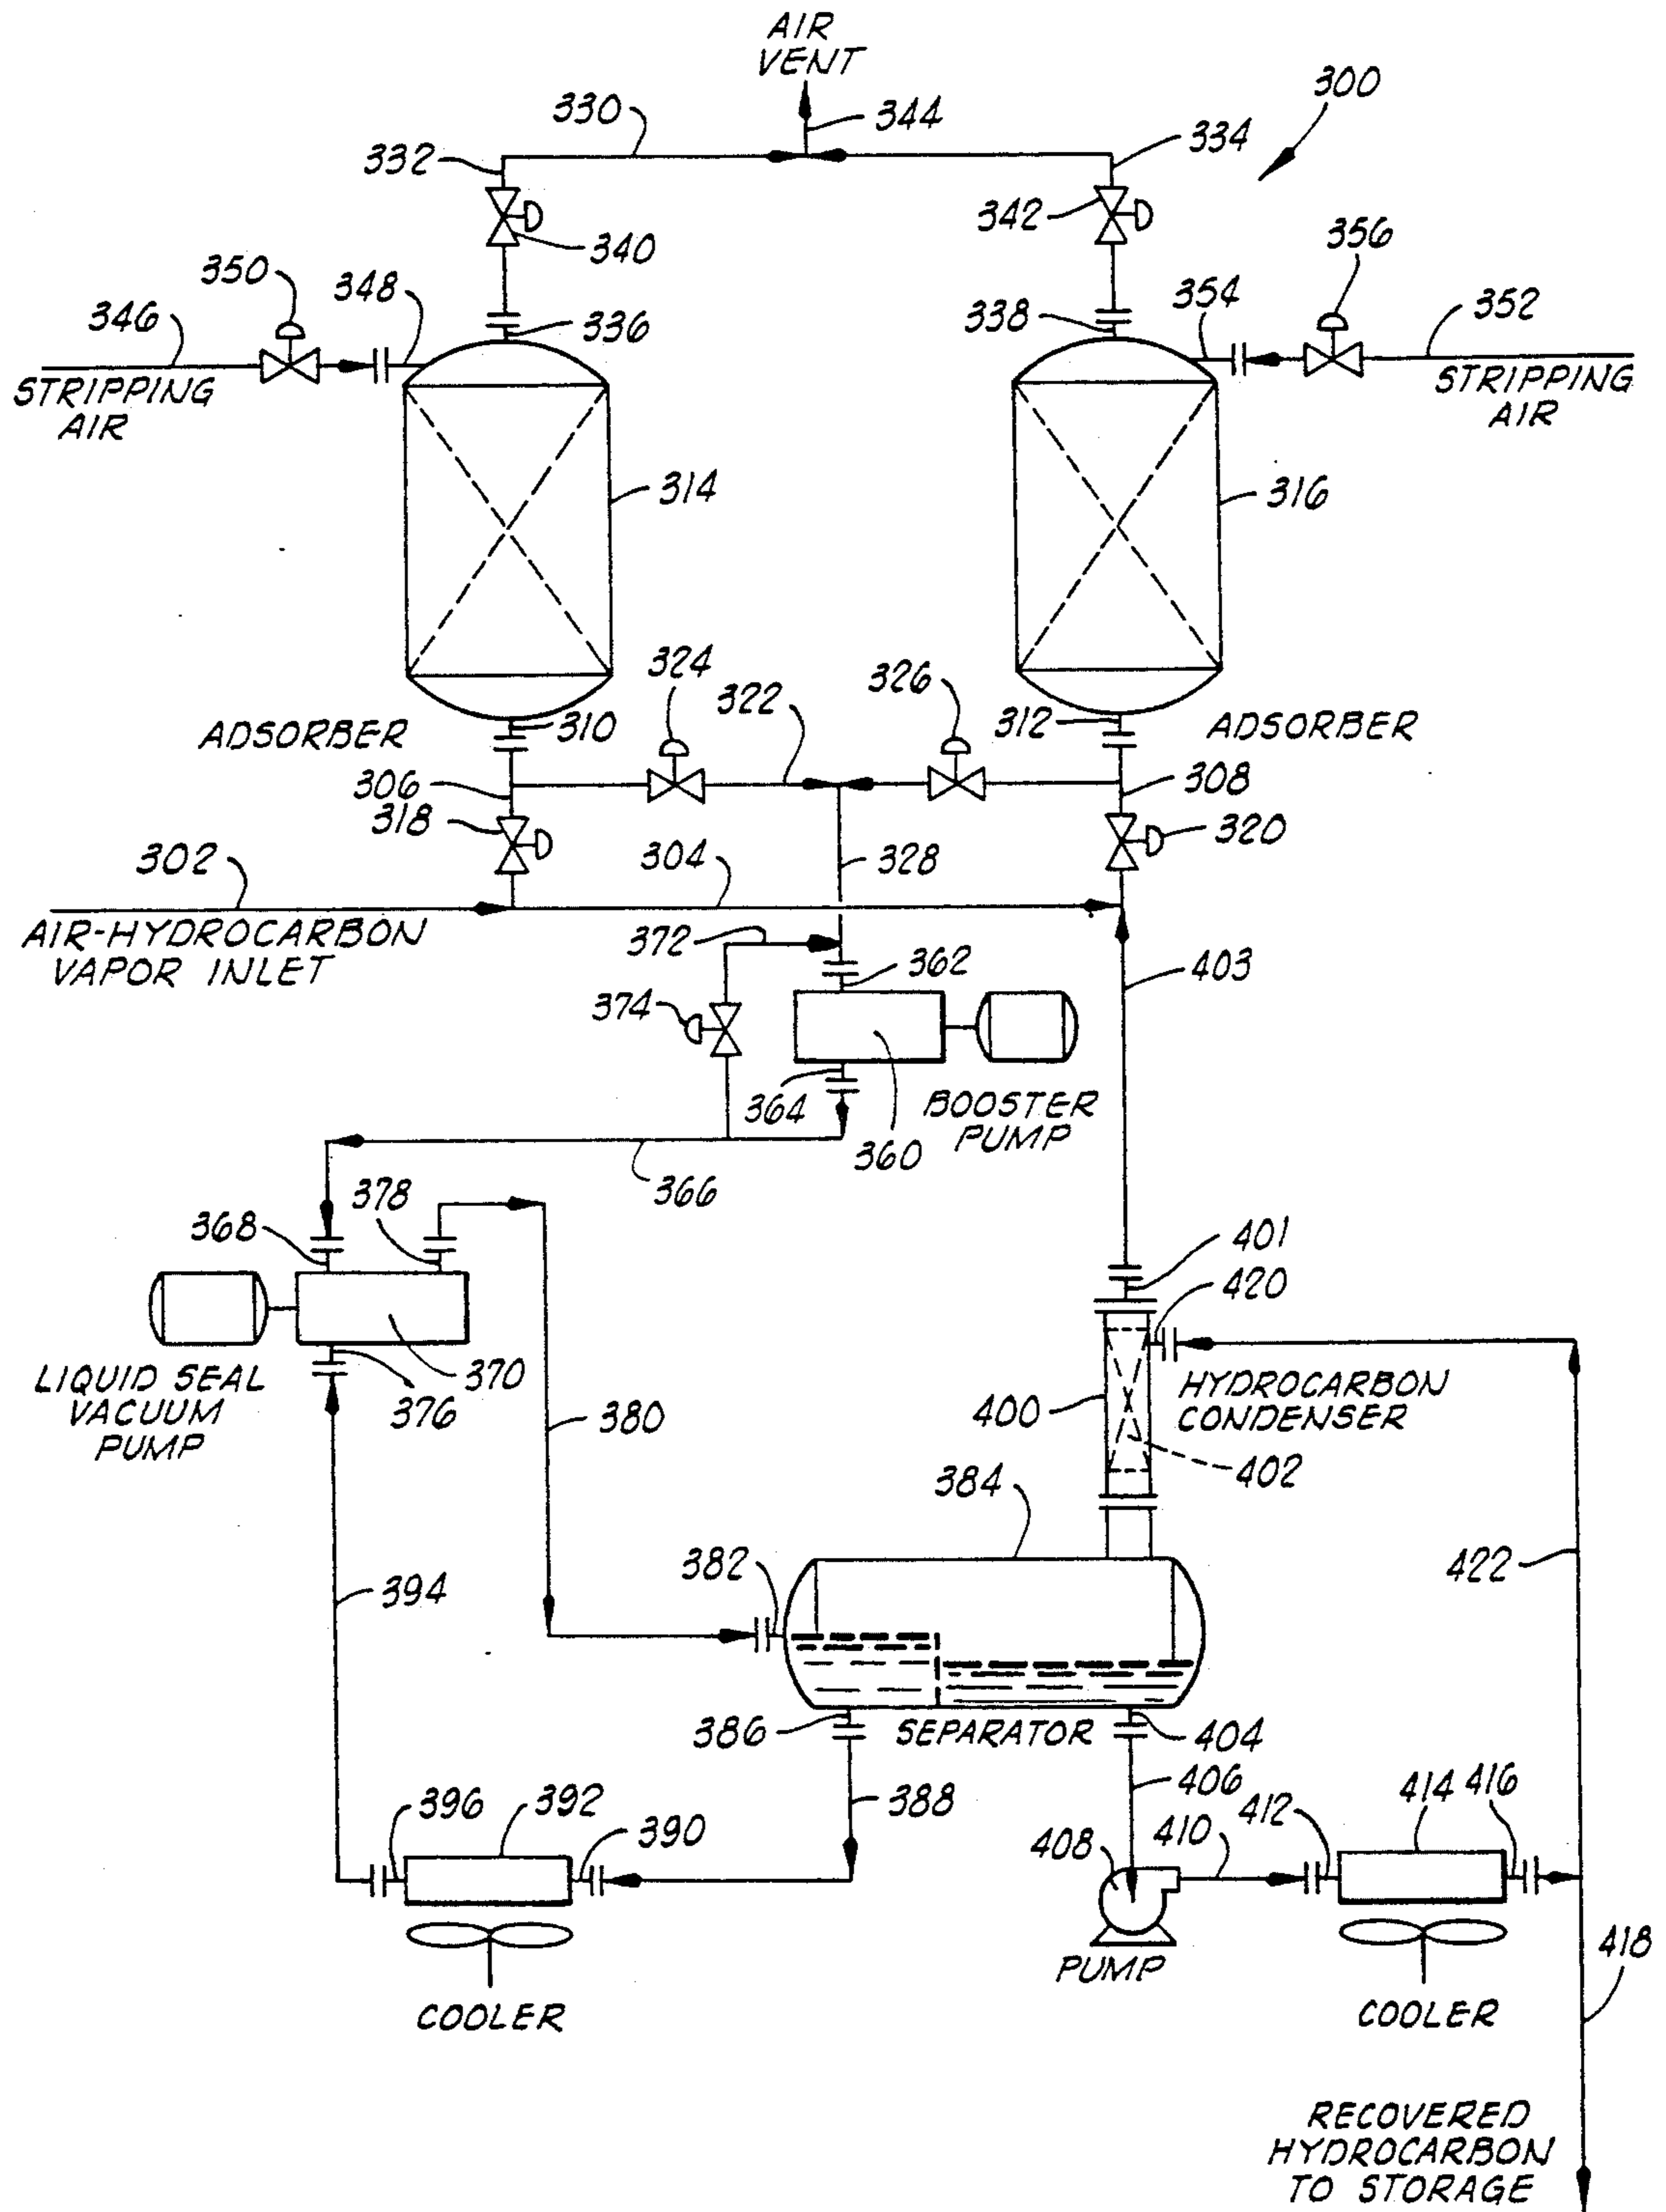 AIR
VENT
300
330
344
332
334
340
342
350
348
336
338
354
356
346
352
STRIPPING
AIR
STRIPPING
AIR
314
316
324
322
326
310
312
ADSORBER
ADSORBER
306
308
318
320
302
304
328
AIR-HYDROCARBON
VAPOR INLET
372
362
403
374
364
BOOSTER
PUMP
360
366
378
368
401
420
370
376
LIQUID SEAL
VACUUM
PUMP
380
400
HYDROCARBON
CONDENSER
402
384
382
422
394
386
SEPARATOR
404
388
406
396
392
390
408
410
412
414
416
PUMP
418
COOLER
COOLER
RECOVERED
HYDROCARBON
TO STORAGE